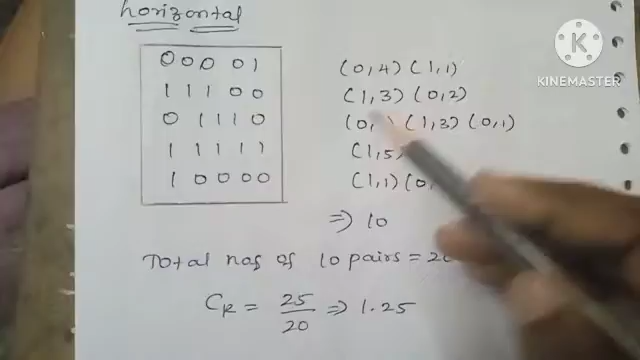 horizontal
0 0 0 0 1 (0,4) (1,1)
1 1 1 0 0 (1,3) (0,2)
0 1 1 1 0 (0, (1,3) (0,1)
1 1 1 1 1 (1,5)
1 0 0 0 0 (1,1) (0,
⇒ 10
Total nos of 10 pairs = 20
CR = 25/20 ⇒ 1.25
KINEMASTER